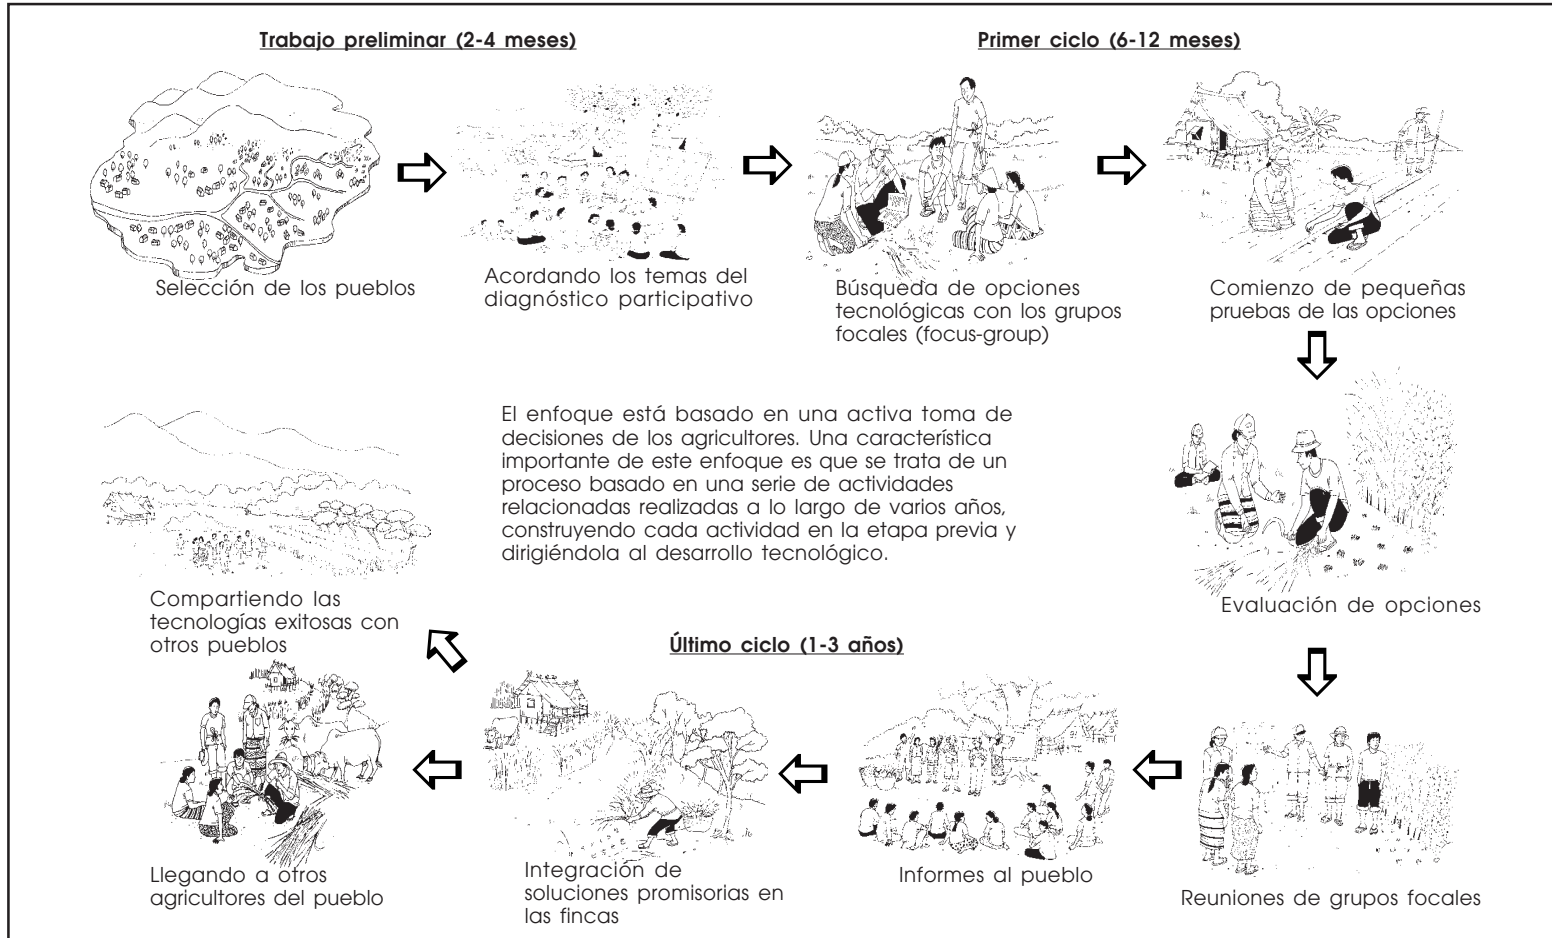 Trabajo preliminar (2-4 meses)
Primer ciclo (6-12 meses)
Selección de los pueblos
Acordando los temas del
diagnóstico participativo
Búsqueda de opciones
tecnológicas con los grupos
focales (focus-group)
Comienzo de pequeñas
pruebas de las opciones
El enfoque está basado en una activa toma de
decisiones de los agricultores. Una característica
importante de este enfoque es que se trata de un
proceso basado en una serie de actividades
relacionadas realizadas a lo largo de varios años,
construyendo cada actividad en la etapa previa y
dirigiéndola al desarrollo tecnológico.
Evaluación de opciones
Compartiendo las
tecnologías exitosas con
otros pueblos
Último ciclo (1-3 años)
Llegando a otros
agricultores del pueblo
Integración de
soluciones promisorias en
las fincas
Informes al pueblo
Reuniones de grupos focales